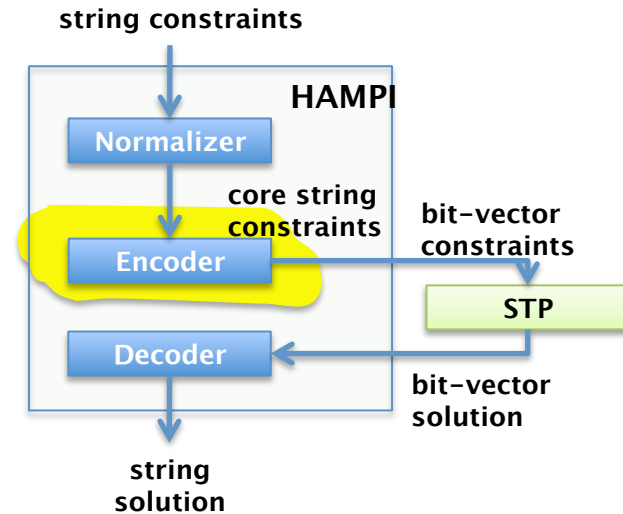 string constraints
HAMPI
Normalizer
core string
constraints
bit-vector
constraints
Encoder
STP
Decoder
bit-vector
solution
string
solution